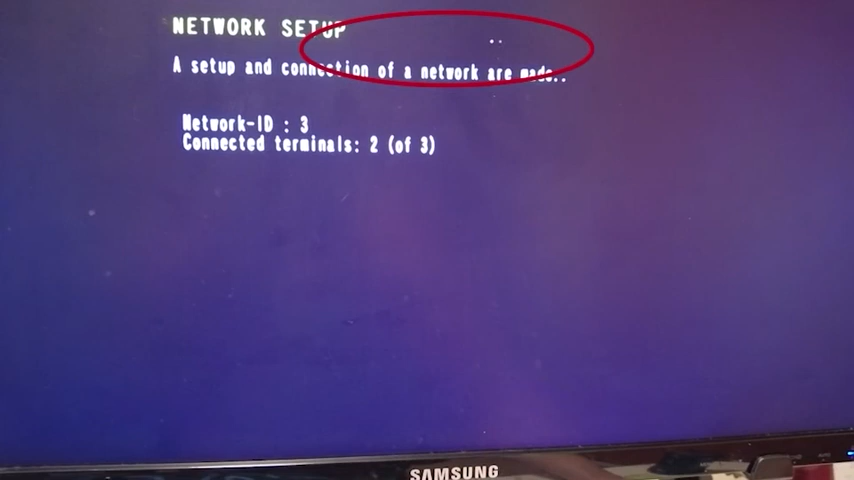 NETWORK SETUP
..
A setup and connection of a network are made..
Network-ID : 3
Connected terminals: 2 (of 3)
SAMSUNG